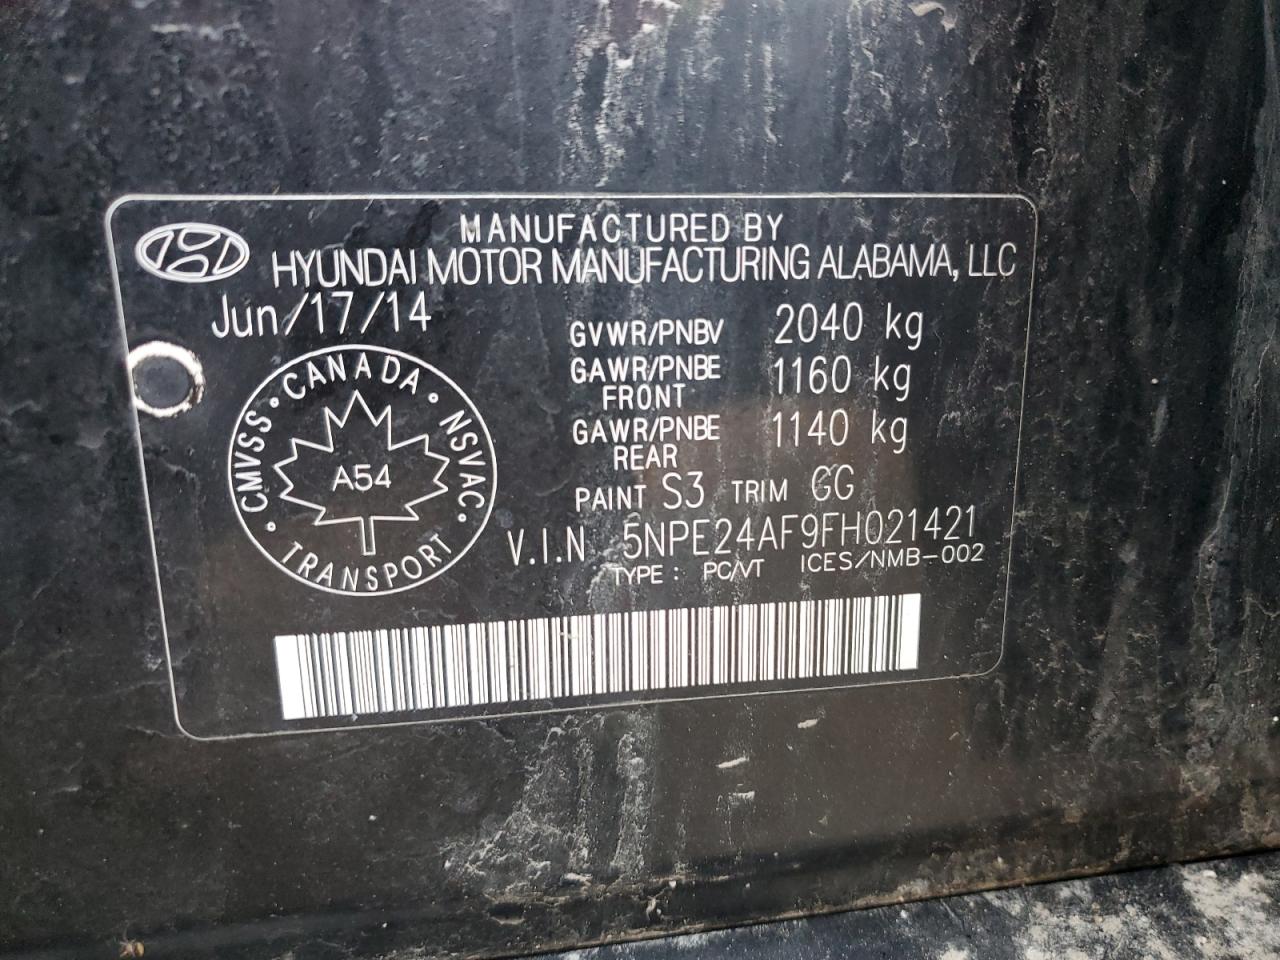 MANUFACTURED BY
HYUNDAI MOTOR MANUFACTURING ALABAMA, LLC
Jun/17/14
GVWR/PNBV 2040 kg
GAWR/PNBE 1160 kg
FRONT
GAWR/PNBE 1140 kg
REAR
PAINT S3 TRIM GG
V.I.N 5NPE24AF9FH021421
TYPE: PC/VT ICES/NMB-002
CMVSS · CANADA · NSVAC · TRANSPORT ·
A54